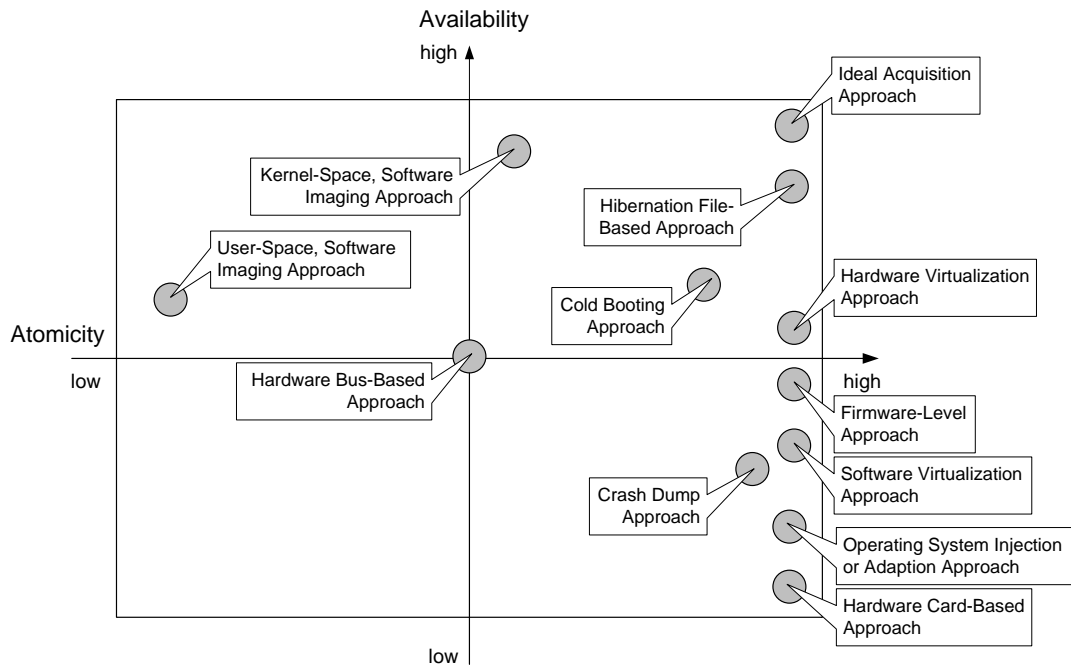 Availability
high
Ideal Acquisition
Approach
Kernel-Space, Software
Imaging Approach
Hibernation File-
Based Approach
User-Space, Software
Imaging Approach
Hardware Virtualization
Approach
Cold Booting
Approach
Atomicity
low
high
Hardware Bus-Based
Approach
Firmware-Level
Approach
Software Virtualization
Approach
Crash Dump
Approach
Operating System Injection
or Adaption Approach
Hardware Card-Based
Approach
low